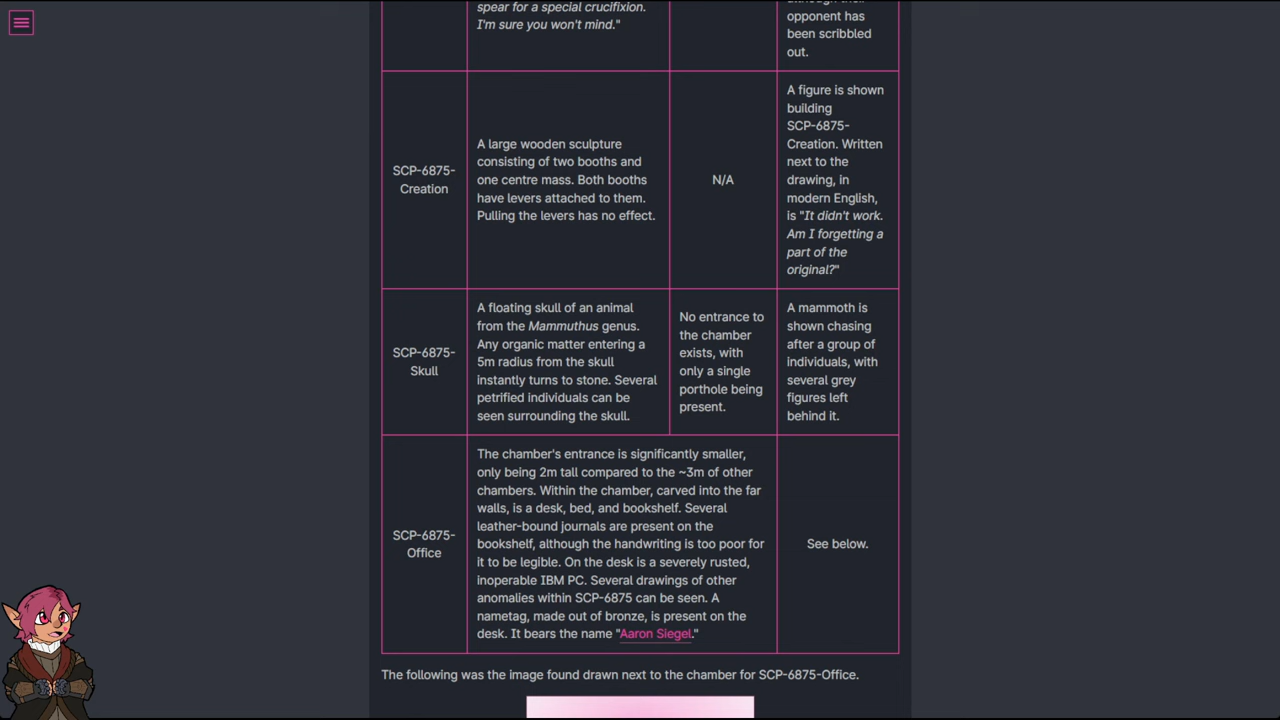 spear for a special crucifixion.
I'm sure you won't mind."
opponent has
been scribbled
out.
SCP-6875-
Creation
A large wooden sculpture
consisting of two booths and
one centre mass. Both booths
have levers attached to them.
Pulling the levers has no effect.
N/A
A figure is shown
building
SCP-6875-
Creation. Written
next to the
drawing, in
modern English,
is "It didn't work.
Am I forgetting a
part of the
original?"
SCP-6875-
Skull
A floating skull of an animal
from the Mammuthus genus.
Any organic matter entering a
5m radius from the skull
instantly turns to stone. Several
petrified individuals can be
seen surrounding the skull.
No entrance to
the chamber
exists, with
only a single
porthole being
present.
A mammoth is
shown chasing
after a group of
individuals, with
several grey
figures left
behind it.
SCP-6875-
Office
The chamber's entrance is significantly smaller,
only being 2m tall compared to the ~3m of other
chambers. Within the chamber, carved into the far
walls, is a desk, bed, and bookshelf. Several
leather-bound journals are present on the
bookshelf, although the handwriting is too poor for
it to be legible. On the desk is a severely rusted,
inoperable IBM PC. Several drawings of other
anomalies within SCP-6875 can be seen. A
nametag, made out of bronze, is present on the
desk. It bears the name "Aaron Siegel."
See below.
The following was the image found drawn next to the chamber for SCP-6875-Office.